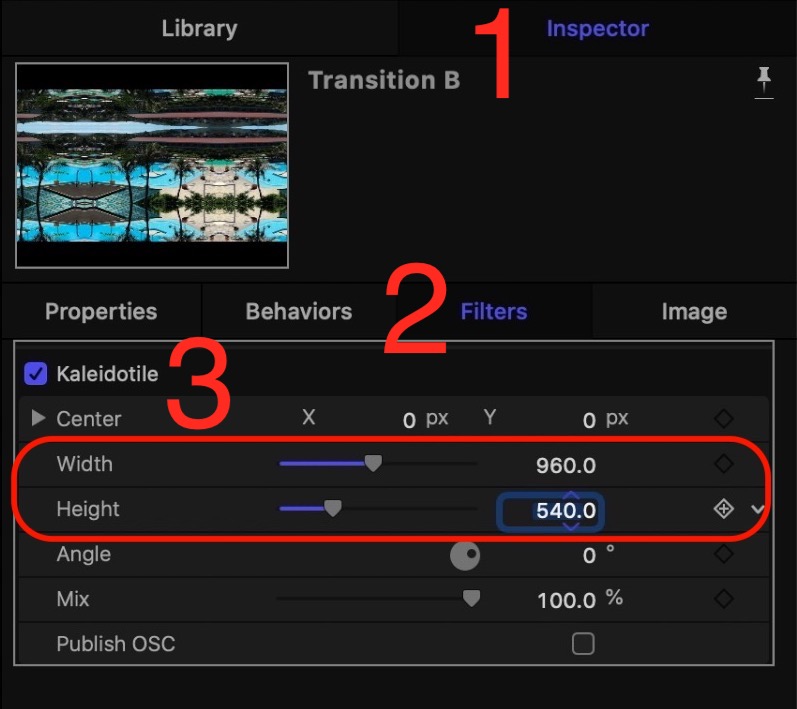 Library
1
Inspector
Transition B
Properties
Behaviors
2
Filters
Image
Kaleidotile
3
Center X 0 px Y 0 px
Width 960.0
Height 540.0
Angle 0 °
Mix 100.0 %
Publish OSC